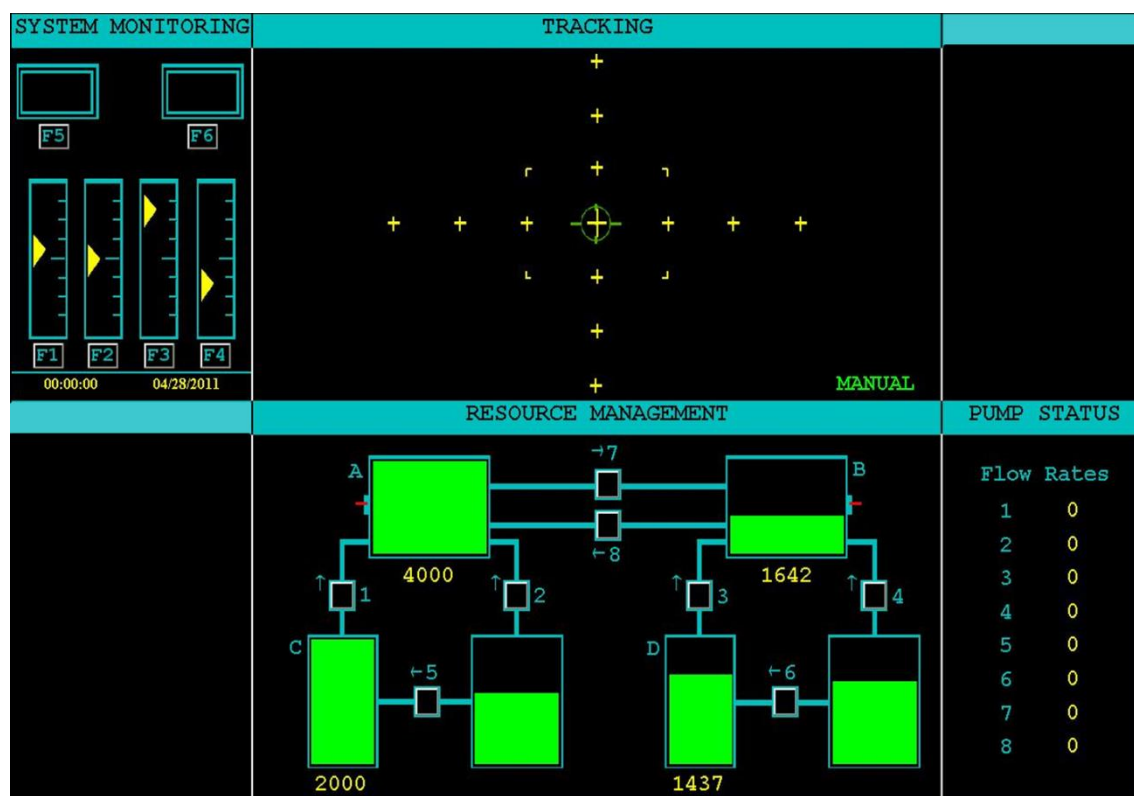 SYSTEM MONITORING
TRACKING
F5 F6
F1 F2 F3 F4
00:00:00 04/28/2011
MANUAL
RESOURCE MANAGEMENT
PUMP STATUS
→7
A
B
←8
4000
1642
↑ 1
↑ 2
↑ 3
↑ 4
C
←5
D
←6
2000
1437
Flow Rates
1 0
2 0
3 0
4 0
5 0
6 0
7 0
8 0